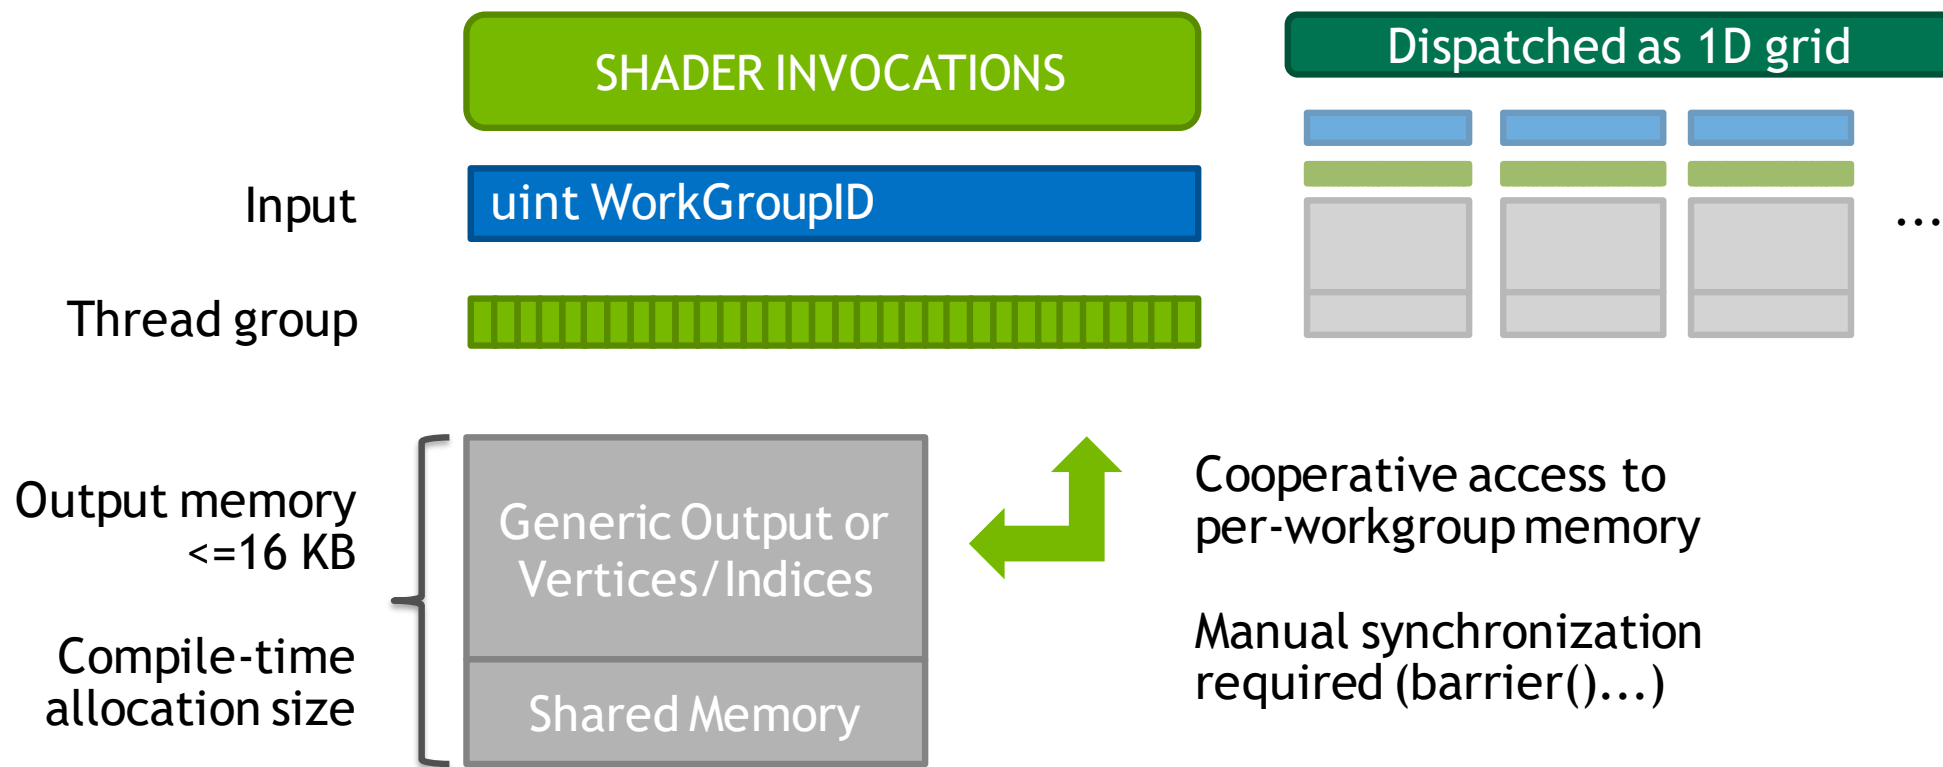 SHADER INVOCATIONS
Dispatched as 1D grid
Input
uint WorkGroupID
...
Thread group
Output memory
<=16 KB
Generic Output or
Vertices/Indices
Cooperative access to
per-workgroup memory
Compile-time
allocation size
Shared Memory
Manual synchronization
required (barrier()...)